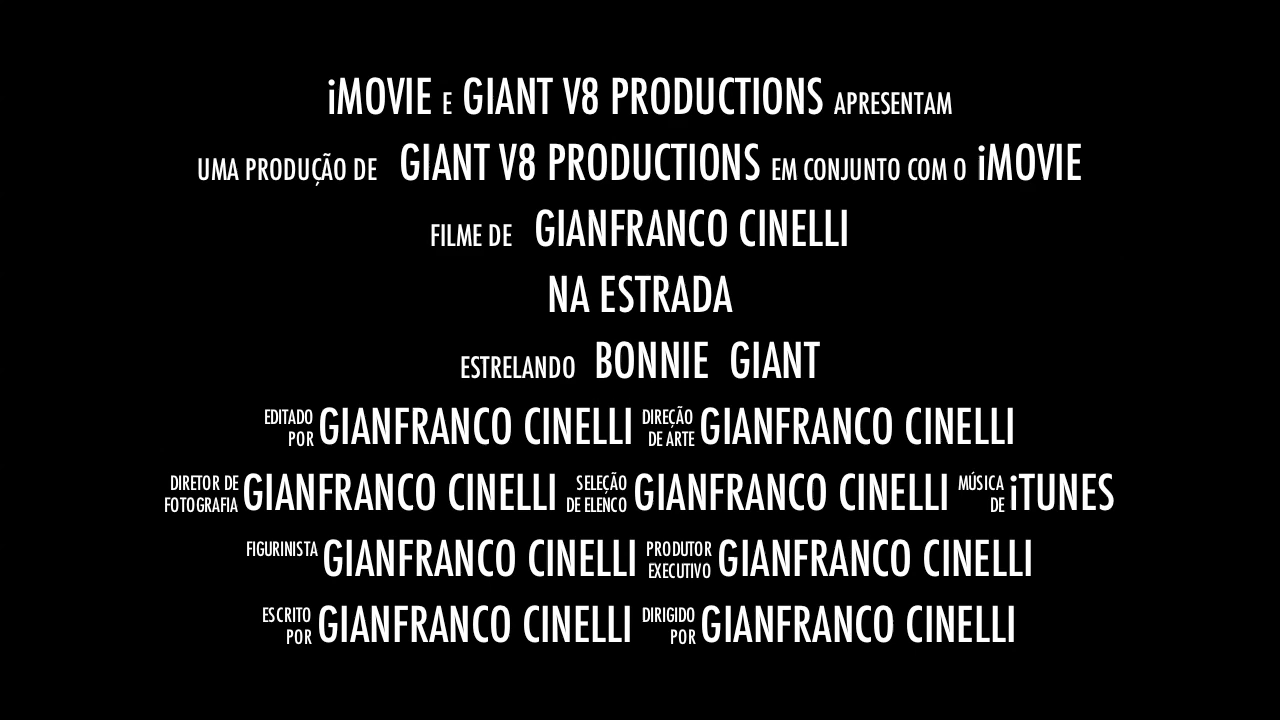 iMOVIE E GIANT V8 PRODUCTIONS APRESENTAM
UMA PRODUÇÃO DE GIANT V8 PRODUCTIONS EM CONJUNTO COM O iMOVIE
FILME DE GIANFRANCO CINELLI
NA ESTRADA
ESTRELANDO BONNIE GIANT
EDITADO POR GIANFRANCO CINELLI DIREÇÃO DE ARTE GIANFRANCO CINELLI
DIRETOR DE FOTOGRAFIA GIANFRANCO CINELLI SELEÇÃO DE ELENCO GIANFRANCO CINELLI MÚSICA DE iTUNES
FIGURINISTA GIANFRANCO CINELLI PRODUTOR EXECUTIVO GIANFRANCO CINELLI
ESCRITO POR GIANFRANCO CINELLI DIRIGIDO POR GIANFRANCO CINELLI